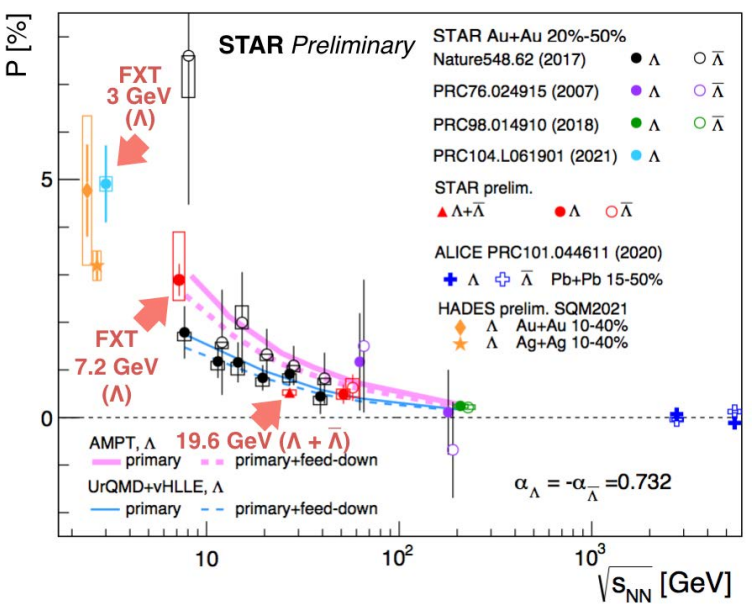 P [%]
5
0
10
10²
10³
√sNN [GeV]
STAR Preliminary
FXT
3 GeV
(Λ)
FXT
7.2 GeV
(Λ)
19.6 GeV (Λ + Λ̅)
STAR Au+Au 20%-50%
Nature548.62 (2017) Λ Λ̅
PRC76.024915 (2007) Λ Λ̅
PRC98.014910 (2018) Λ Λ̅
PRC104.L061901 (2021) Λ
STAR prelim.
Λ+Λ̅ Λ Λ̅
ALICE PRC101.044611 (2020)
Λ Λ̅ Pb+Pb 15-50%
HADES prelim. SQM2021
Λ Au+Au 10-40%
Λ Ag+Ag 10-40%
AMPT, Λ
primary primary+feed-down
UrQMD+vHLLE, Λ
primary primary+feed-down
αΛ = -αΛ̅ =0.732